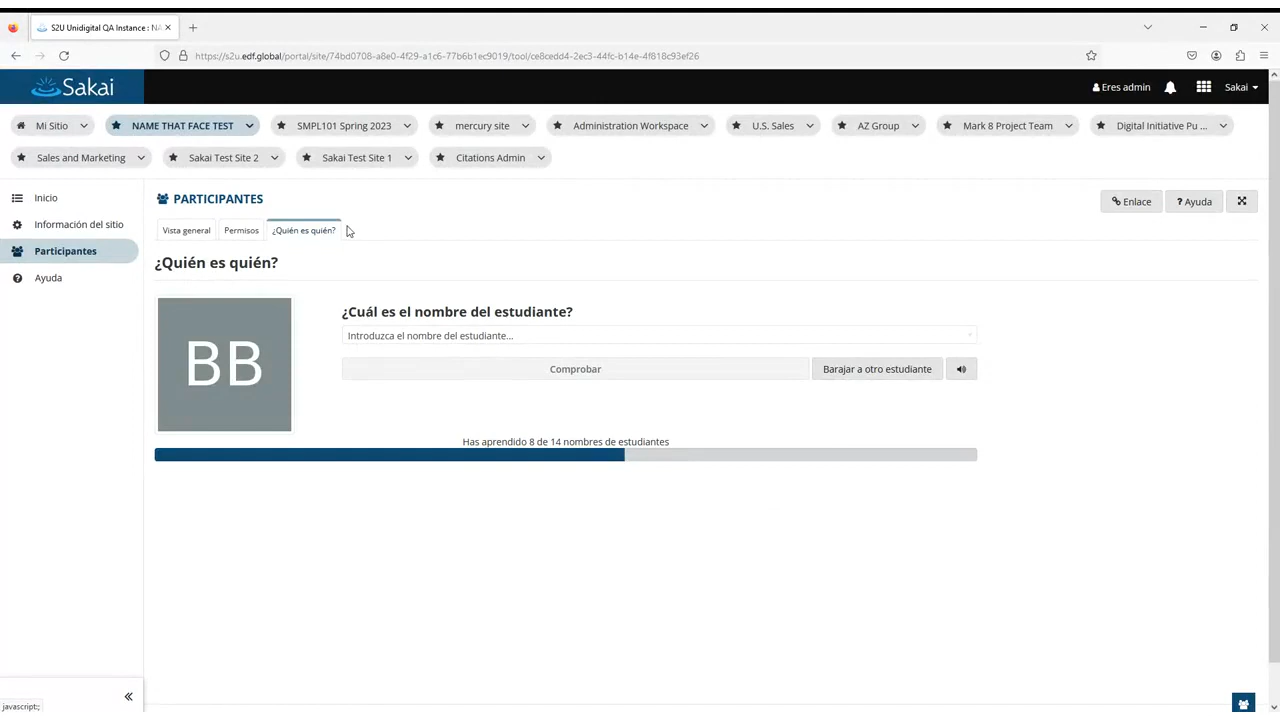 S2U Unidigital QA Instance : NA
https://s2u.edf.global/portal/site/74bd0708-a8e0-4f29-a1c6-77b6b1ec9019/tool/ce8cedd4-2ec3-44fc-b14e-4f818c93ef26
Sakai Eres admin Sakai
Mi Sitio NAME THAT FACE TEST SMPL101 Spring 2023 mercury site Administration Workspace U.S. Sales AZ Group Mark 8 Project Team Digital Initiative Pu ...
Sales and Marketing Sakai Test Site 2 Sakai Test Site 1 Citations Admin
Inicio
Información del sitio
Participantes
Ayuda
PARTICIPANTES
Enlace ? Ayuda
Vista general Permisos ¿Quién es quién?
¿Quién es quién?
BB
¿Cuál es el nombre del estudiante?
Introduzca el nombre del estudiante...
Comprobar Barajar a otro estudiante
Has aprendido 8 de 14 nombres de estudiantes
javascript:;